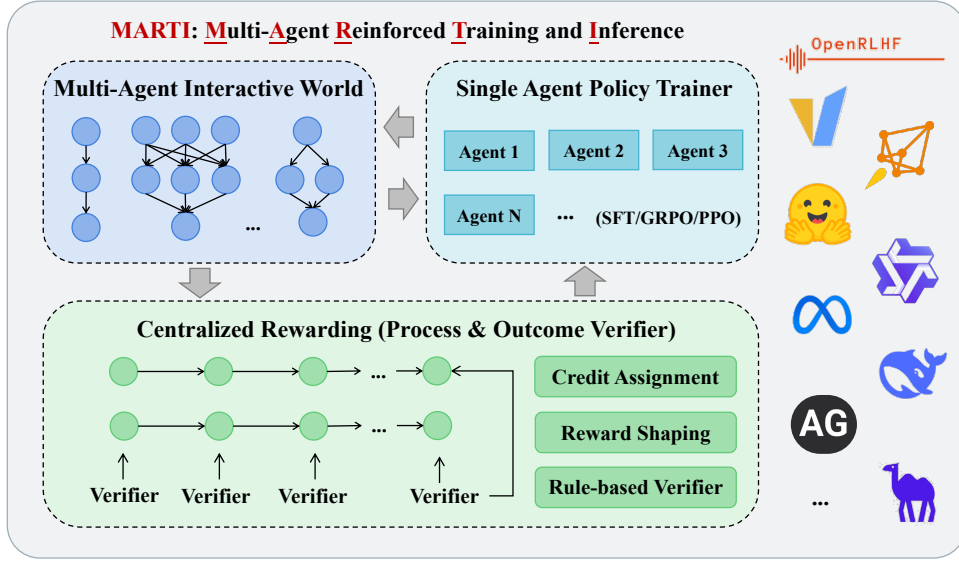 MARTI: Multi-Agent Reinforced Training and Inference
OpenRLHF
Multi-Agent Interactive World
...
Single Agent Policy Trainer
Agent 1
Agent 2
Agent 3
Agent N
...
(SFT/GRPO/PPO)
Centralized Rewarding (Process & Outcome Verifier)
...
...
Verifier
Verifier
Verifier
Verifier
Credit Assignment
Reward Shaping
Rule-based Verifier
AG
...